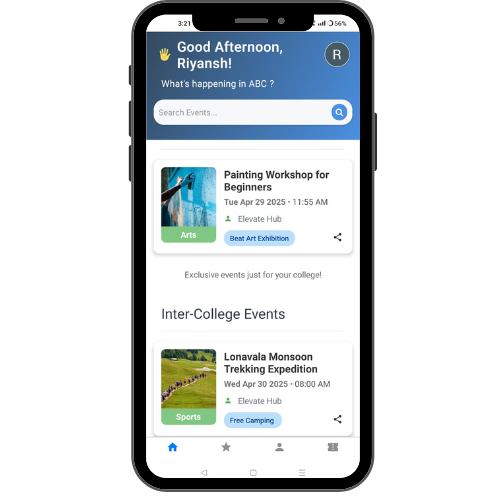 3:21
56%
Good Afternoon,
Riyansh!
R
What's happening in ABC ?
Search Events...
Painting Workshop for
Beginners
Tue Apr 29 2025 • 11:55 AM
Elevate Hub
Arts
Beat Art Exhibition
Exclusive events just for your college!
Inter-College Events
Lonavala Monsoon
Trekking Expedition
Wed Apr 30 2025 • 08:00 AM
Elevate Hub
Sports
Free Camping